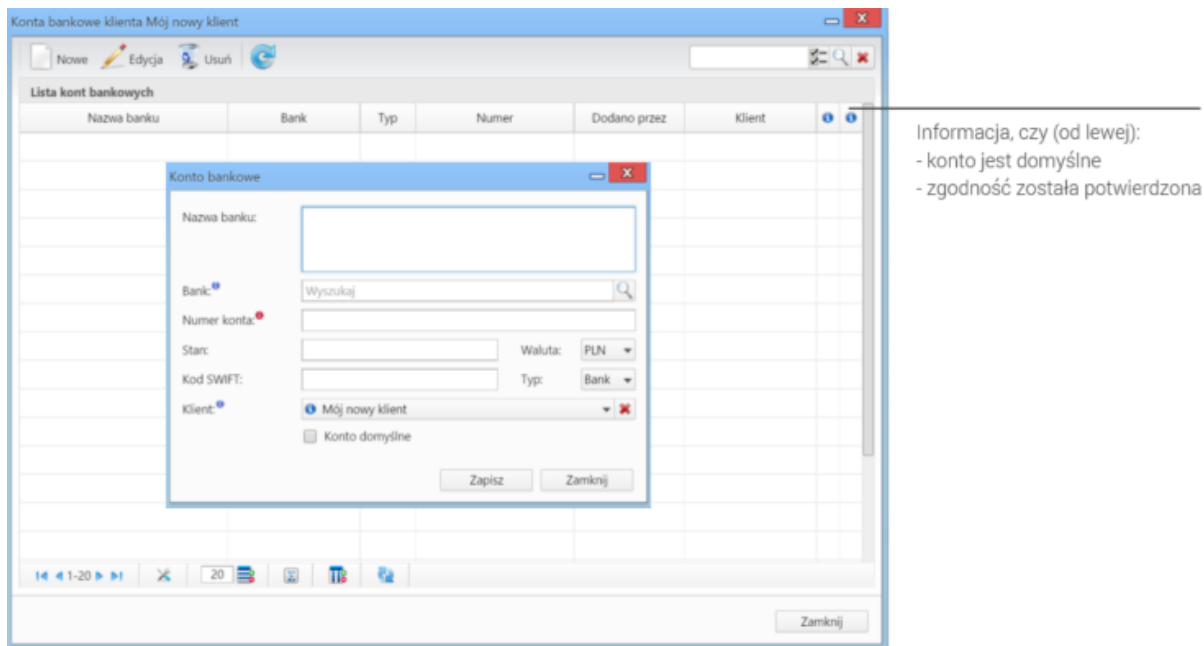 Konta bankowe klienta Mój nowy klient
Nowe Edycja Usuń
Lista kont bankowych
Nazwa banku Bank Typ Numer Dodano przez Klient
Informacja, czy (od lewej):
- konto jest domyślne
- zgodność została potwierdzona
Konto bankowe
Nazwa banku:
Bank: Wyszukaj
Numer konta:
Stan: Waluta: PLN
Kod SWIFT: Typ: Bank
Klient: Mój nowy klient
Konto domyślne
Zapisz Zamknij
1-20 20
Zamknij